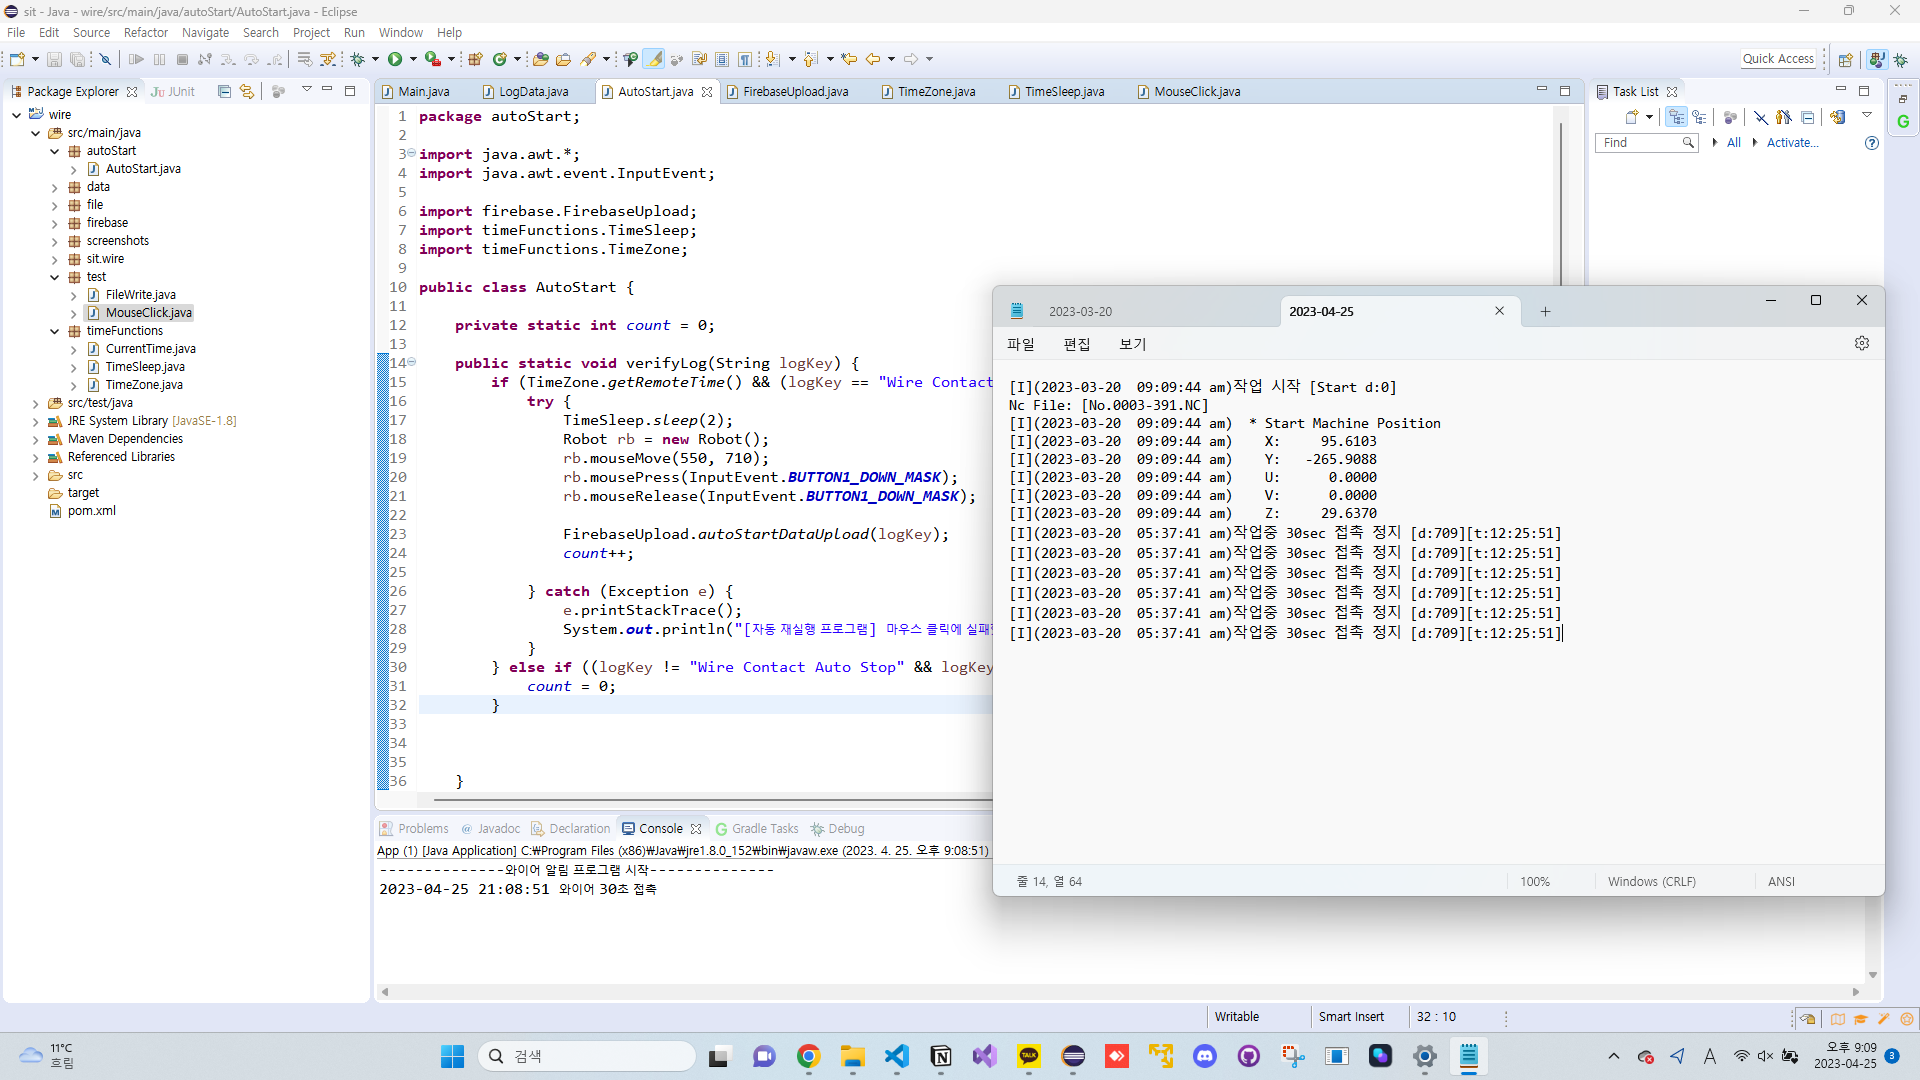 sit - Java - wire/src/main/java/autoStart/AutoStart.java - Eclipse
File Edit Source Refactor Navigate Search Project Run Window Help
Quick Access
Package Explorer JUnit
wire
src/main/java
autoStart
AutoStart.java
data
file
firebase
screenshots
sit.wire
test
FileWrite.java
MouseClick.java
timeFunctions
CurrentTime.java
TimeSleep.java
TimeZone.java
src/test/java
JRE System Library [JavaSE-1.8]
Maven Dependencies
Referenced Libraries
src
target
pom.xml
Main.java LogData.java AutoStart.java FirebaseUpload.java TimeZone.java TimeSleep.java MouseClick.java
1 package autoStart;
2
3 import java.awt.*;
4 import java.awt.event.InputEvent;
5
6 import firebase.FirebaseUpload;
7 import timeFunctions.TimeSleep;
8 import timeFunctions.TimeZone;
9
10 public class AutoStart {
11
12 private static int count = 0;
13
14 public static void verifyLog(String logKey) {
15 if (TimeZone.getRemoteTime() && (logKey == "Wire Contact
16 try {
17 TimeSleep.sleep(2);
18 Robot rb = new Robot();
19 rb.mouseMove(550, 710);
20 rb.mousePress(InputEvent.BUTTON1_DOWN_MASK);
21 rb.mouseRelease(InputEvent.BUTTON1_DOWN_MASK);
22
23 FirebaseUpload.autoStartDataUpload(logKey);
24 count++;
25
26 } catch (Exception e) {
27 e.printStackTrace();
28 System.out.println("[자동 재실행 프로그램] 마우스 클릭에
29 }
30 } else if ((logKey != "Wire Contact Auto Stop" && logKey
31 count = 0;
32 }
33
34
35
36 }
Task List
Find All Activate...
2023-03-20 2023-04-25
파일 편집 보기
[I](2023-03-20 09:09:44 am)작업 시작 [Start d:0]
Nc File: [No.0003-391.NC]
[I](2023-03-20 09:09:44 am) * Start Machine Position
[I](2023-03-20 09:09:44 am) X: 95.6103
[I](2023-03-20 09:09:44 am) Y: -265.9088
[I](2023-03-20 09:09:44 am) U: 0.0000
[I](2023-03-20 09:09:44 am) V: 0.0000
[I](2023-03-20 09:09:44 am) Z: 29.6370
[I](2023-03-20 05:37:41 am)작업중 30sec 접촉 정지 [d:709][t:12:25:51]
[I](2023-03-20 05:37:41 am)작업중 30sec 접촉 정지 [d:709][t:12:25:51]
[I](2023-03-20 05:37:41 am)작업중 30sec 접촉 정지 [d:709][t:12:25:51]
[I](2023-03-20 05:37:41 am)작업중 30sec 접촉 정지 [d:709][t:12:25:51]
[I](2023-03-20 05:37:41 am)작업중 30sec 접촉 정지 [d:709][t:12:25:51]
[I](2023-03-20 05:37:41 am)작업중 30sec 접촉 정지 [d:709][t:12:25:51]
줄 14, 열 64 100% Windows (CRLF) ANSI
Problems Javadoc Declaration Console Gradle Tasks Debug
App (1) [Java Application] C:₩Program Files (x86)₩Java₩jre1.8.0_152₩bin₩javaw.exe (2023. 4. 25. 오후 9:08:51)
--------------와이어 알림 프로그램 시작--------------
2023-04-25 21:08:51 와이어 30초 접촉
Writable Smart Insert 32 : 10
11°C
흐림
검색
TALK
A
오후 9:09
2023-04-25
3